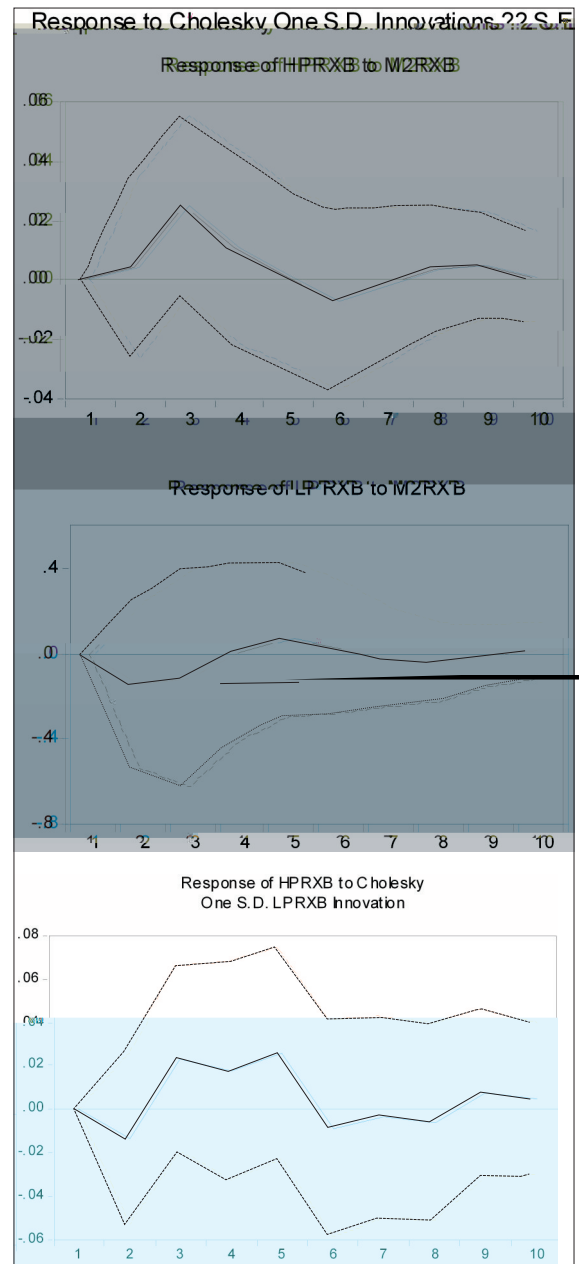 Response to Cholesky One S.D. Innovations ?2 S.E
Response of HPRXB to M2RXB
.06
.04
.02
.00
-.02
-.04
1 2 3 4 5 6 7 8 9 10
Response of LPRXB to M2RXB
.4
.0
-.4
-.8
1 2 3 4 5 6 7 8 9 10
Response of HPRXB to Cholesky
One S.D. LPRXB Innovation
.08
.06
.04
.02
.00
-.02
-.04
-.06
1 2 3 4 5 6 7 8 9 10